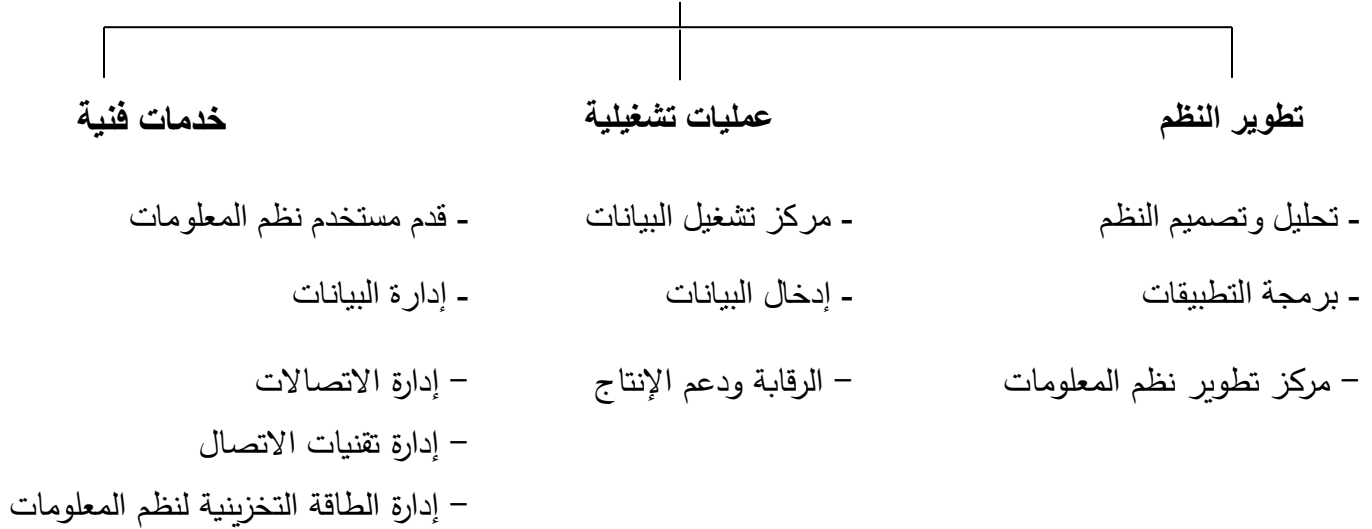 تطوير النظم
- تحليل وتصميم النظم
- برمجة التطبيقات
– مركز تطوير نظم المعلومات
عمليات تشغيلية
- مركز تشغيل البيانات
- إدخال البيانات
– الرقابة ودعم الإنتاج
خدمات فنية
- قدم مستخدم نظم المعلومات
- إدارة البيانات
– إدارة الاتصالات
– إدارة تقنيات الاتصال
– إدارة الطاقة التخزينية لنظم المعلومات